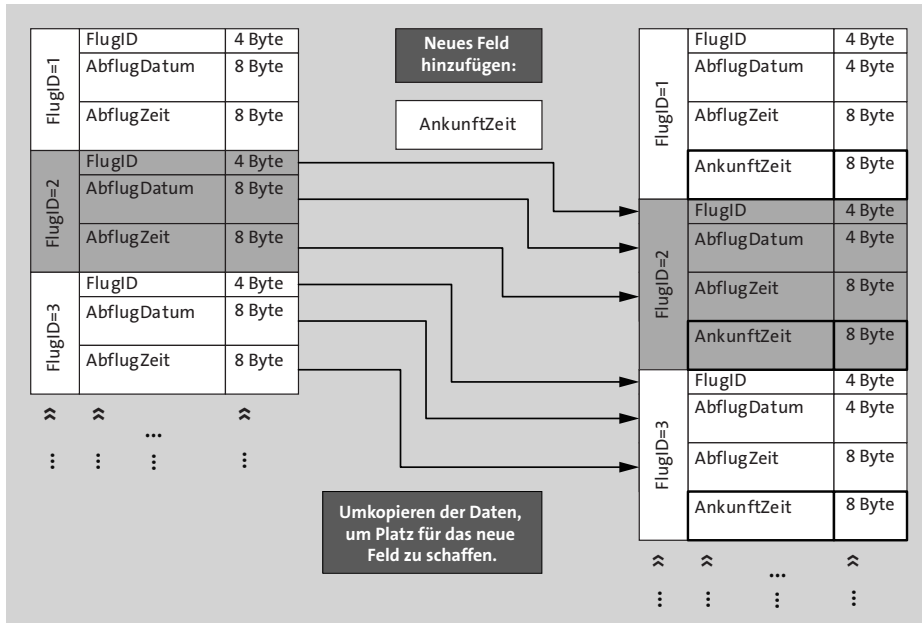 FlugID=1
FlugID 4 Byte
AbflugDatum 8 Byte
AbflugZeit 8 Byte
FlugID=2
FlugID 4 Byte
AbflugDatum 8 Byte
AbflugZeit 8 Byte
FlugID=3
FlugID 4 Byte
AbflugDatum 8 Byte
AbflugZeit 8 Byte
...
Neues Feld
hinzufügen:
AnkunftZeit
Umkopieren der Daten,
um Platz für das neue
Feld zu schaffen.
FlugID=1
FlugID 4 Byte
AbflugDatum 4 Byte
AbflugZeit 8 Byte
AnkunftZeit 8 Byte
FlugID=2
FlugID 4 Byte
AbflugDatum 4 Byte
AbflugZeit 8 Byte
AnkunftZeit 8 Byte
FlugID=3
FlugID 4 Byte
AbflugDatum 4 Byte
AbflugZeit 8 Byte
AnkunftZeit 8 Byte
...